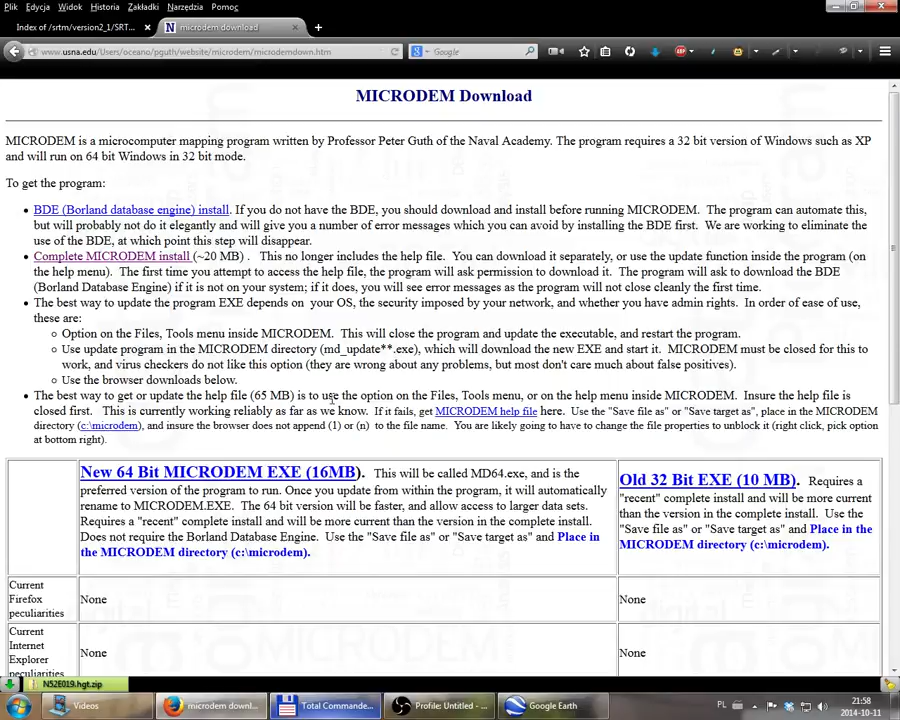 Plik Edycja Widok Historia Zakładki Narzędzia Pomoc
Index of /srtm/version2_1/SRT...
microdem download
www.usna.edu/Users/oceano/pguth/website/microdem/microdemdown.htm
Google
MICRODEM Download
MICRODEM is a microcomputer mapping program written by Professor Peter Guth of the Naval Academy. The program requires a 32 bit version of Windows such as XP
and will run on 64 bit Windows in 32 bit mode.
To get the program:
BDE (Borland database engine) install. If you do not have the BDE, you should download and install before running MICRODEM. The program can automate this,
but will probably not do it elegantly and will give you a number of error messages which you can avoid by installing the BDE first. We are working to eliminate the
use of the BDE, at which point this step will disappear.
Complete MICRODEM install (~20 MB) . This no longer includes the help file. You can download it separately, or use the update function inside the program (on
the help menu). The first time you attempt to access the help file, the program will ask permission to download it. The program will ask to download the BDE
(Borland Database Engine) if it is not on your system; if it does, you will see error messages as the program will not close cleanly the first time.
The best way to update the program EXE depends on your OS, the security imposed by your network, and whether you have admin rights. In order of ease of use,
these are:
Option on the Files, Tools menu inside MICRODEM. This will close the program and update the executable, and restart the program.
Use update program in the MICRODEM directory (md_update**.exe), which will download the new EXE and start it. MICRODEM must be closed for this to
work, and virus checkers do not like this option (they are wrong about any problems, but most don't care much about false positives).
Use the browser downloads below.
The best way to get or update the help file (65 MB) is to use the option on the Files, Tools menu, or on the help menu inside MICRODEM. Insure the help file is
closed first. This is currently working reliably as far as we know. If it fails, get MICRODEM help file here. Use the "Save file as" or "Save target as", place in the MICRODEM
directory (c:\microdem), and insure the browser does not append (1) or (n) to the file name. You are likely going to have to change the file properties to unblock it (right click, pick option
at bottom right).
New 64 Bit MICRODEM EXE (16MB). This will be called MD64.exe, and is the
preferred version of the program to run. Once you update from within the program, it will automatically
rename to MICRODEM.EXE. The 64 bit version will be faster, and allow access to larger data sets.
Requires a "recent" complete install and will be more current than the version in the complete install.
Does not require the Borland Database Engine. Use the "Save file as" or "Save target as" and Place in
the MICRODEM directory (c:\microdem).
Old 32 Bit EXE (10 MB). Requires a
"recent" complete install and will be more current
than the version in the complete install. Use the
"Save file as" or "Save target as" and Place in the
MICRODEM directory (c:\microdem).
Current
Firefox
peculiarities
None
None
Current
Internet
Explorer
peculiarities
None
None
N52E019.hgt.zip
Videos
microdem downl...
Total Commande...
Profile: Untitled - ...
Google Earth
PL
21:58
2014-10-11